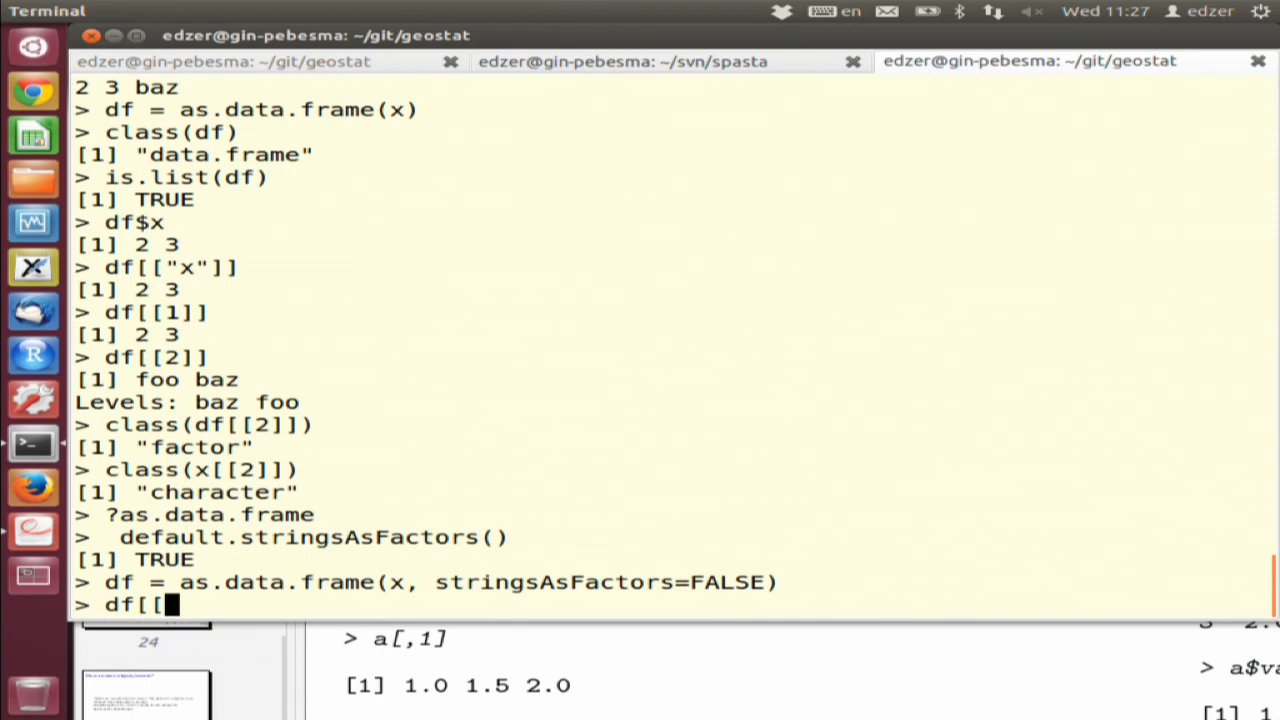 Terminal
en
Wed 11:27
edzer
edzer@gin-pebesma: ~/git/geostat
edzer@gin-pebesma: ~/git/geostat
edzer@gin-pebesma: ~/svn/spasta
edzer@gin-pebesma: ~/git/geostat
2 3 baz
> df = as.data.frame(x)
> class(df)
[1] "data.frame"
> is.list(df)
[1] TRUE
> df$x
[1] 2 3
> df[["x"]]
[1] 2 3
> df[[1]]
[1] 2 3
> df[[2]]
[1] foo baz
Levels: baz foo
> class(df[[2]])
[1] "factor"
> class(x[[2]])
[1] "character"
> ?as.data.frame
>  default.stringsAsFactors()
[1] TRUE
> df = as.data.frame(x, stringsAsFactors=FALSE)
> df[[
24
> a[,1]
[1] 1.0 1.5 2.0
> a$va
[1] 1